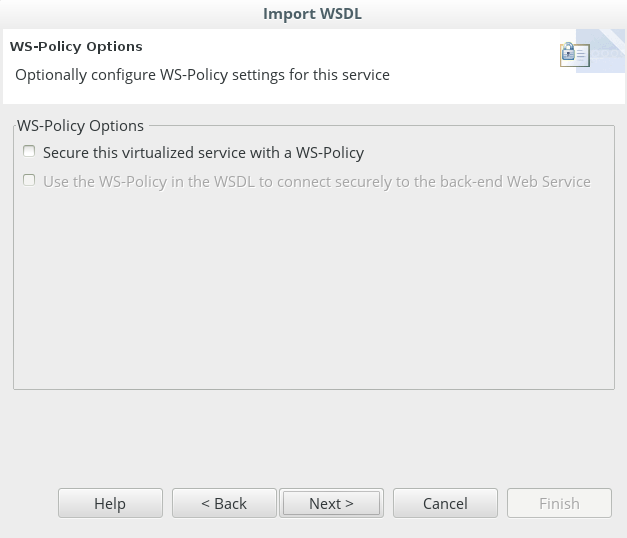 Import WSDL
WS-Policy Options
Optionally configure WS-Policy settings for this service
WS-Policy Options
Secure this virtualized service with a WS-Policy
Use the WS-Policy in the WSDL to connect securely to the back-end Web Service
Help < Back Next > Cancel Finish